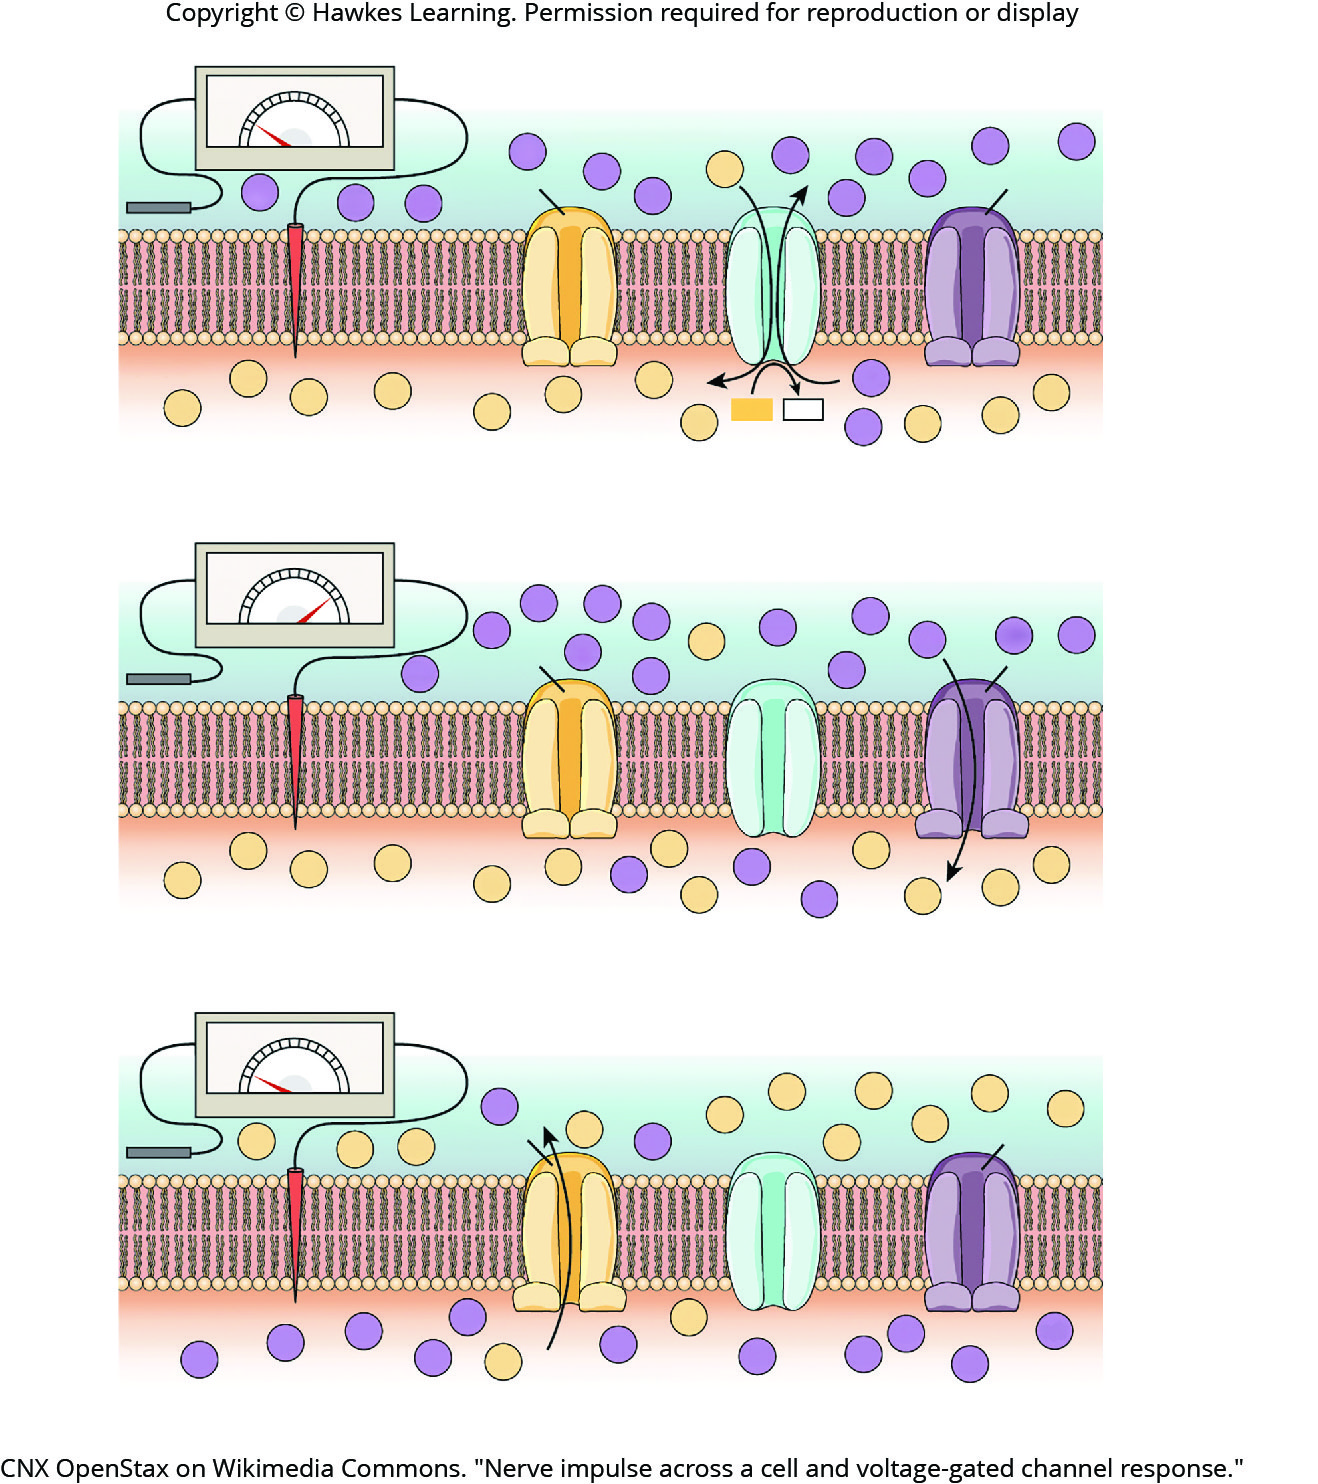 Copyright © Hawkes Learning. Permission required for reproduction or display
CNX OpenStax on Wikimedia Commons. "Nerve impulse across a cell and voltage-gated channel response."